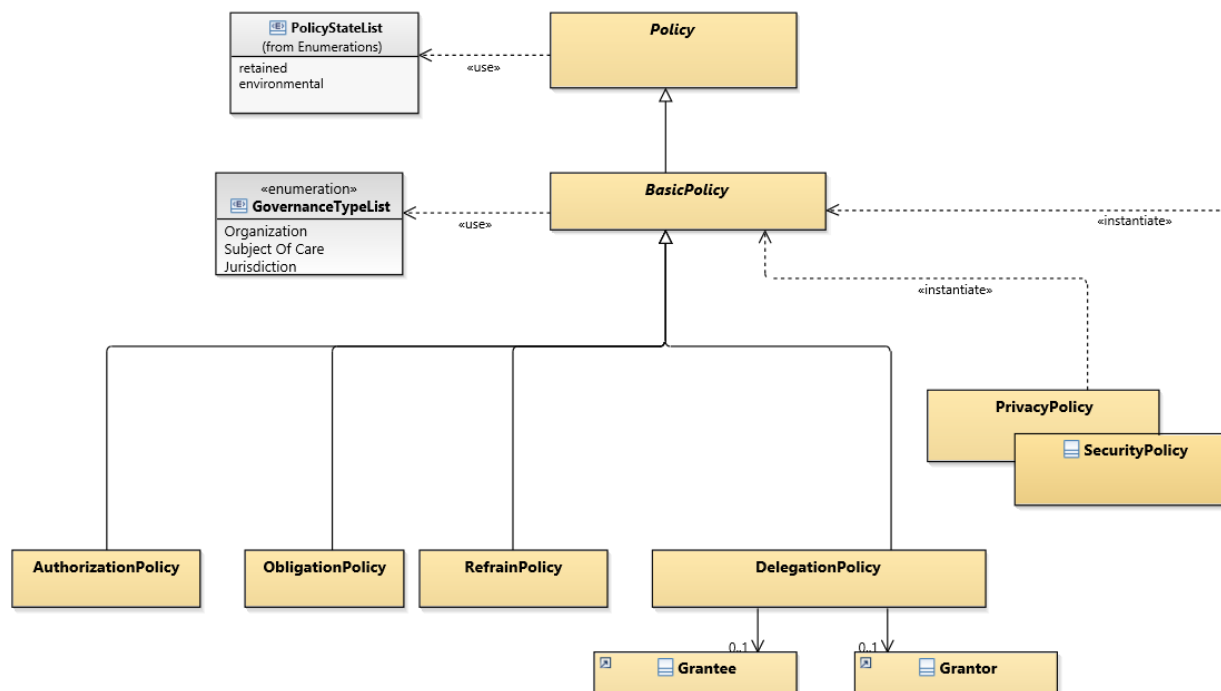 PolicyStateList
(from Enumerations)
retained
environmental
«use»
Policy
«enumeration»
GovernanceTypeList
Organization
Subject Of Care
Jurisdiction
«use»
BasicPolicy
«instantiate»
«instantiate»
PrivacyPolicy
SecurityPolicy
AuthorizationPolicy
ObligationPolicy
RefrainPolicy
DelegationPolicy
0..1
0..1
Grantee
Grantor